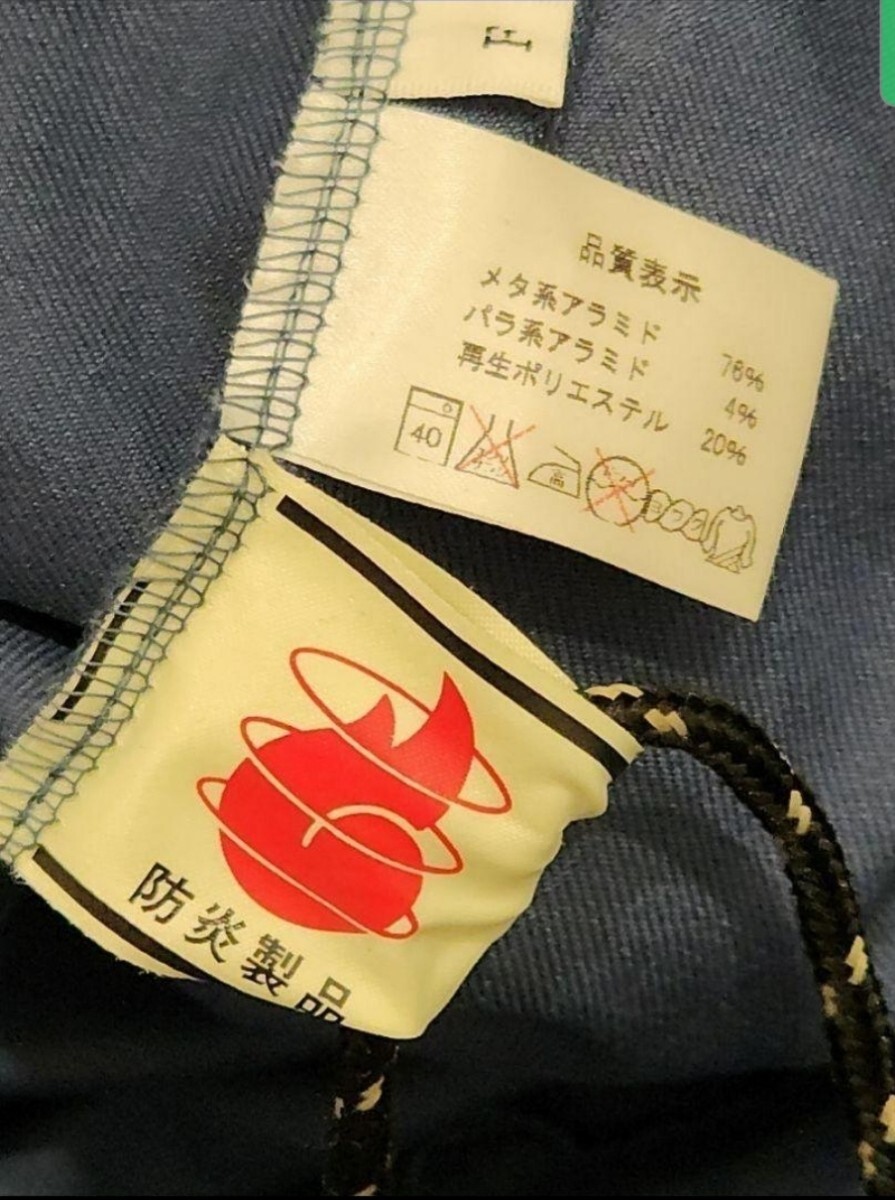 品質表示
メタ系アラミド 76%
パラ系アラミド 4%
再生ポリエステル 20%
40
高
防炎製品